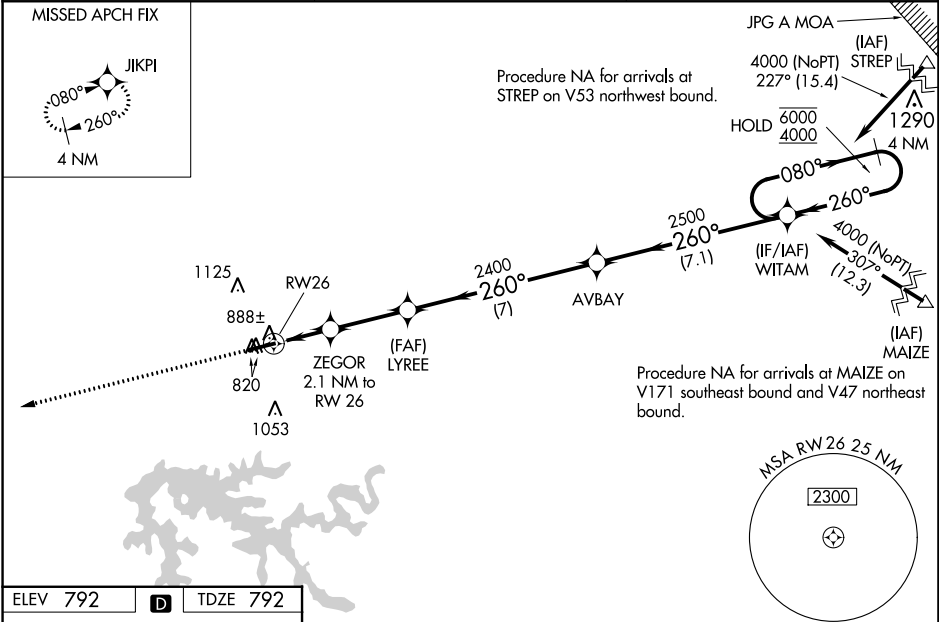 MISSED APCH FIX
JIKPI
080°
260°
4 NM
JPG A MOA
(IAF)
STREP
4000 (NoPT)
227° (15.4)
Procedure NA for arrivals at
STREP on V53 northwest bound.
1290
HOLD 6000
4000
4 NM
080°
260°
2500
260°
(7.1)
(IF/IAF)
WITAM
4000 (NoPT)
307°
(12.3)
(IAF)
MAIZE
2400
260°
(7)
AVBAY
1125
RW26
888±
820
ZEGOR
2.1 NM to
RW 26
(FAF)
LYREE
1053
Procedure NA for arrivals at MAIZE on
V171 southeast bound and V47 northeast
bound.
MSA RW 26 25 NM
2300
ELEV 792 D TDZE 792